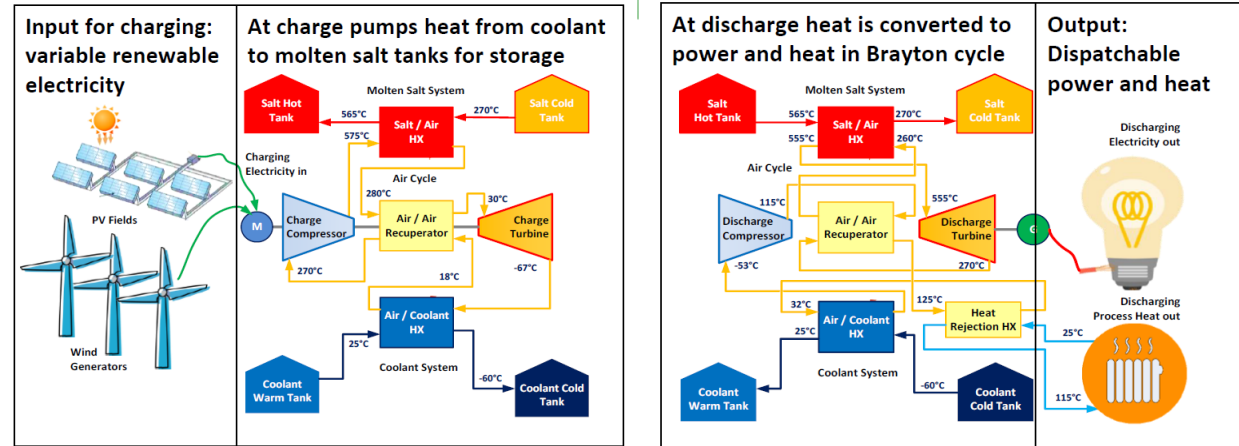 Input for charging:
variable renewable
electricity
PV Fields
Wind
Generators
At charge pumps heat from coolant
to molten salt tanks for storage
Salt Hot
Tank
Molten Salt System
Salt Cold
Tank
565°C
270°C
Salt / Air
HX
575°C
Charging
Electricity in
Air Cycle
280°C
30°C
M
Charge
Compressor
Air / Air
Recuperator
Charge
Turbine
270°C
18°C
-67°C
Air / Coolant
HX
25°C
Coolant System
-60°C
Coolant
Warm Tank
Coolant Cold
Tank
At discharge heat is converted to
power and heat in Brayton cycle
Salt
Hot Tank
Molten Salt System
Salt
Cold Tank
565°C
270°C
Salt / Air
HX
555°C
260°C
Air Cycle
115°C
555°C
Discharge
Compressor
Air / Air
Recuperator
Discharge
Turbine
G
-53°C
270°C
32°C
125°C
Air / Coolant
HX
Heat
Rejection HX
25°C
Coolant System
-60°C
Coolant
Warm Tank
Coolant
Cold Tank
Output:
Dispatchable
power and heat
Discharging
Electricity out
Discharging
Process Heat out
25°C
115°C